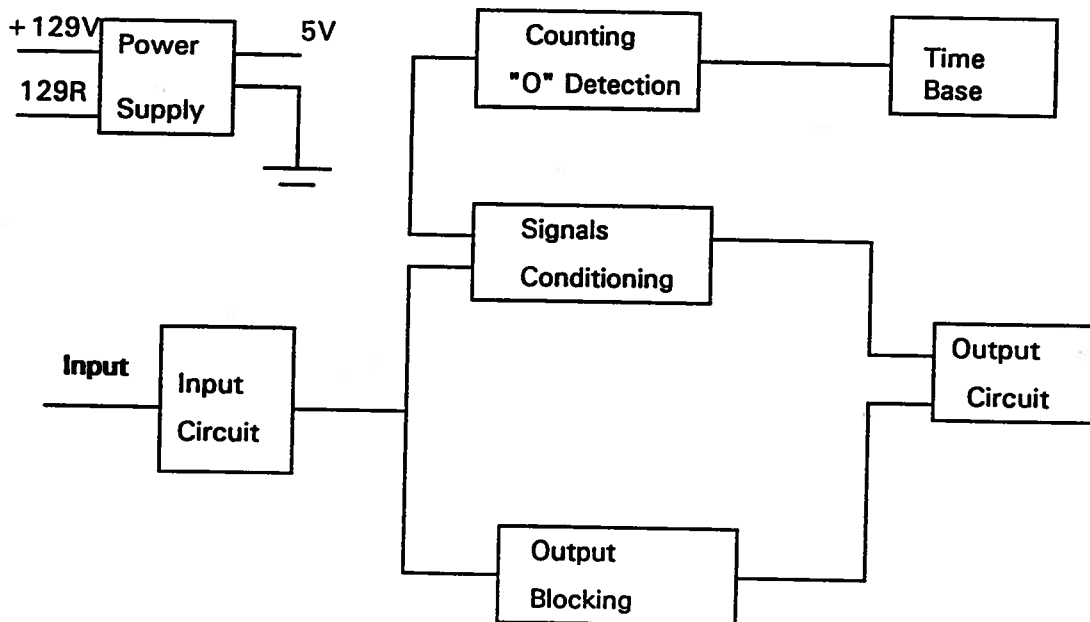 +129V
129R
Power
Supply
5V
Counting
"O" Detection
Time
Base
Signals
Conditioning
Input
Input
Circuit
Output
Circuit
Output
Blocking